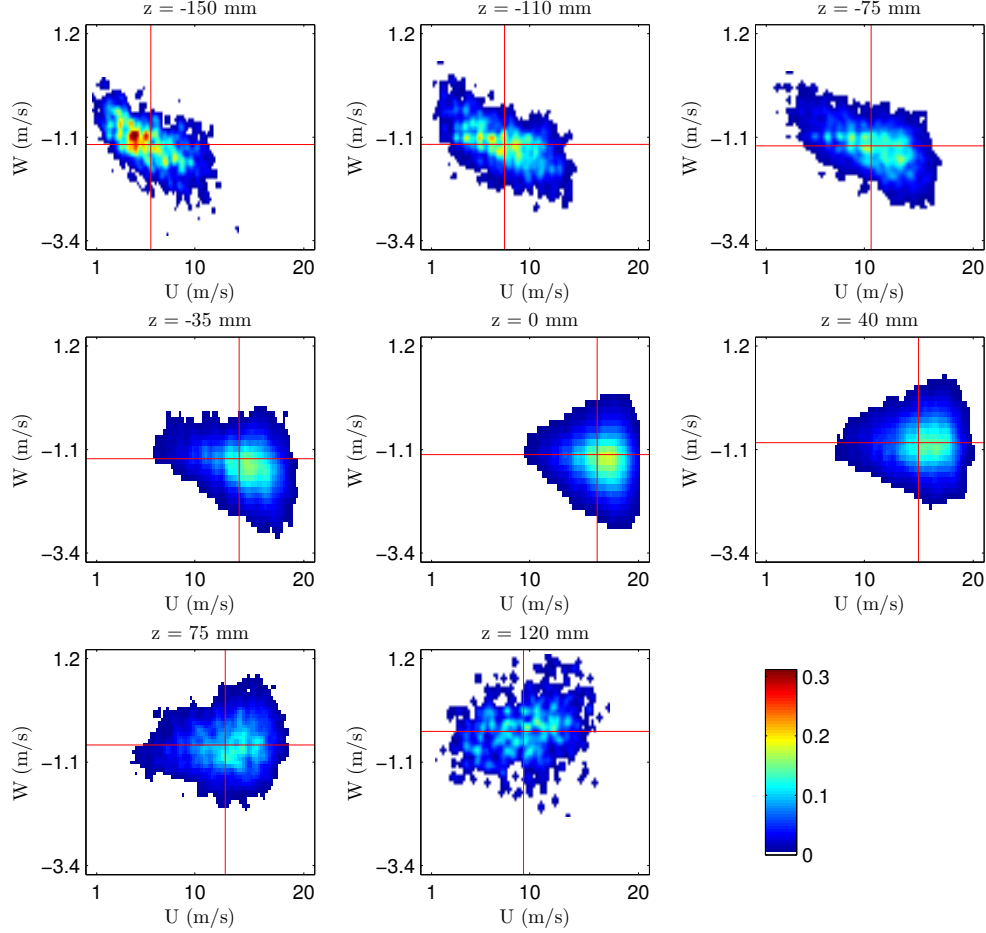 z = -150 mm
z = -110 mm
z = -75 mm
1.2
1.2
1.2
W (m/s)
W (m/s)
W (m/s)
−1.1
−1.1
−1.1
−3.4
−3.4
−3.4
1 10 20
1 10 20
1 10 20
U (m/s)
U (m/s)
U (m/s)
z = -35 mm
z = 0 mm
z = 40 mm
1.2
1.2
1.2
W (m/s)
W (m/s)
W (m/s)
−1.1
−1.1
−1.1
−3.4
−3.4
−3.4
1 10 20
1 10 20
1 10 20
U (m/s)
U (m/s)
U (m/s)
z = 75 mm
z = 120 mm
1.2
1.2
W (m/s)
W (m/s)
−1.1
−1.1
−3.4
−3.4
1 10 20
1 10 20
U (m/s)
U (m/s)
0.3
0.2
0.1
0